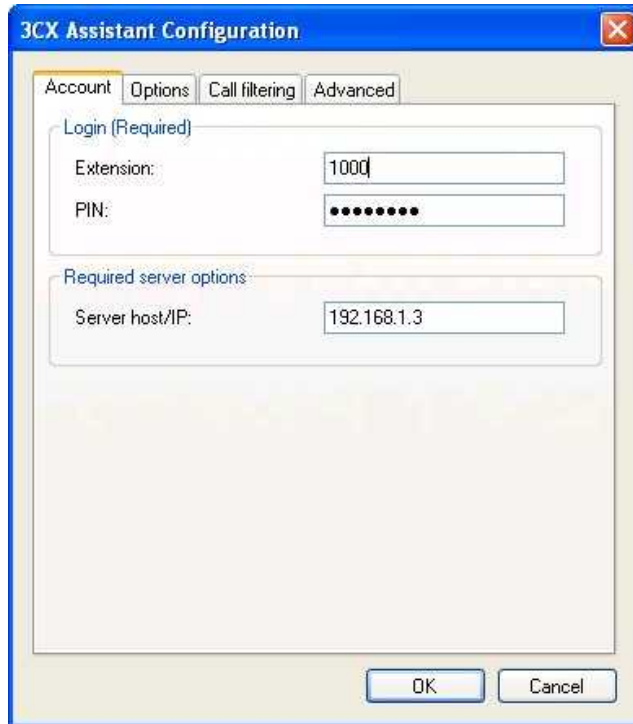 3CX Assistant Configuration
Account Options Call filtering Advanced
Login (Required)
Extension: 1000
PIN: ●●●●●●●●
Required server options
Server host/IP: 192.168.1.3
OK Cancel